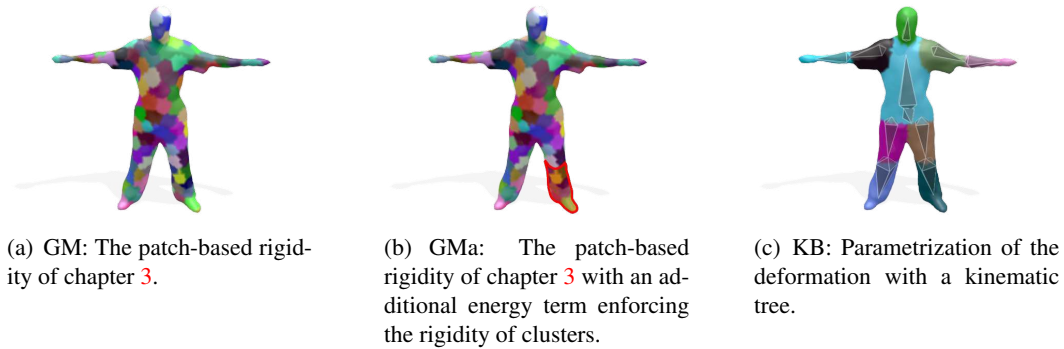 (a) GM: The patch-based rigid-
ity of chapter 3.
(b) GMa: The patch-based
rigidity of chapter 3 with an ad-
ditional energy term enforcing
the rigidity of clusters.
(c) KB: Parametrization of the
deformation with a kinematic
tree.